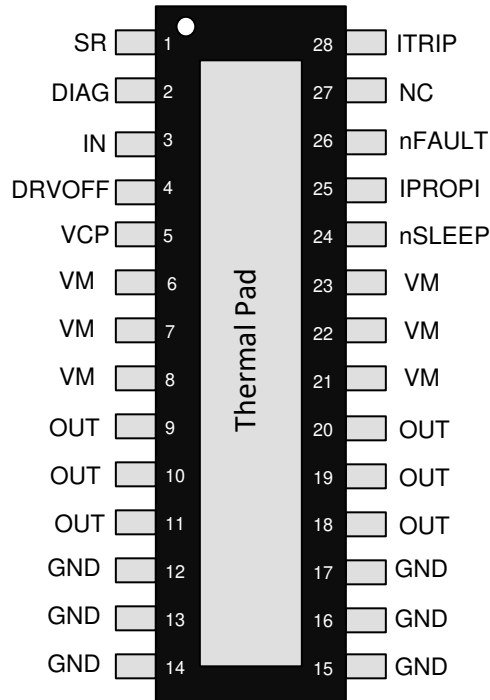 SR 1 28 ITRIP
DIAG 2 27 NC
IN 3 26 nFAULT
DRVOFF 4 25 IPROPI
VCP 5 24 nSLEEP
VM 6 23 VM
VM 7 22 VM
VM 8 21 VM
OUT 9 20 OUT
OUT 10 19 OUT
OUT 11 18 OUT
GND 12 17 GND
GND 13 16 GND
GND 14 15 GND
Thermal Pad